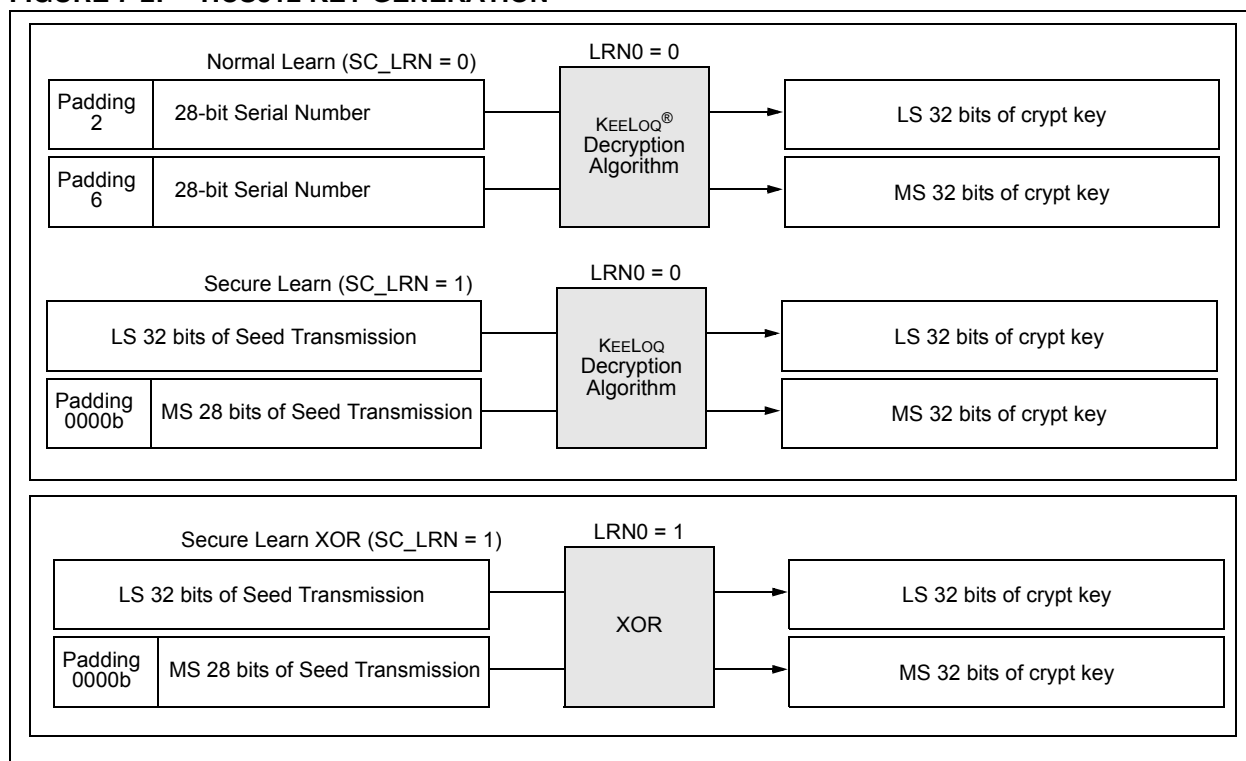 Normal Learn (SC_LRN = 0)
LRN0 = 0
Padding
2
28-bit Serial Number
KEELOQ®
Decryption
Algorithm
LS 32 bits of crypt key
Padding
6
28-bit Serial Number
MS 32 bits of crypt key
Secure Learn (SC_LRN = 1)
LRN0 = 0
LS 32 bits of Seed Transmission
KEELOQ
Decryption
Algorithm
LS 32 bits of crypt key
Padding
0000b
MS 28 bits of Seed Transmission
MS 32 bits of crypt key
Secure Learn XOR (SC_LRN = 1)
LRN0 = 1
LS 32 bits of Seed Transmission
XOR
LS 32 bits of crypt key
Padding
0000b
MS 28 bits of Seed Transmission
MS 32 bits of crypt key